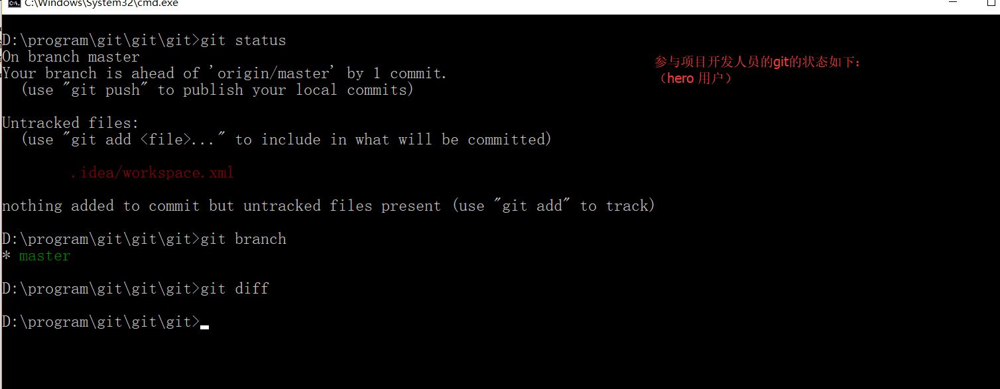 C:\Windows\System32\cmd.exe
D:\program\git\git\git>git status
On branch master
Your branch is ahead of 'origin/master' by 1 commit.
(use "git push" to publish your local commits)
参与项目开发人员的git的状态如下：
（hero 用户）
Untracked files:
(use "git add <file>..." to include in what will be committed)
.idea/workspace.xml
nothing added to commit but untracked files present (use "git add" to track)
D:\program\git\git\git>git branch
* master
D:\program\git\git\git>git diff
D:\program\git\git\git>